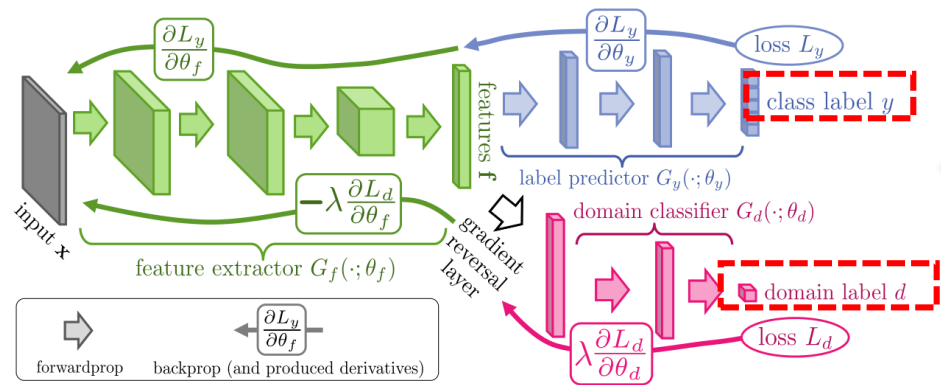 ∂L_y/∂θ_f
∂L_y/∂θ_y
loss L_y
class label y
features f
label predictor G_y(·; θ_y)
input x
−λ ∂L_d/∂θ_f
feature extractor G_f(·; θ_f)
gradient
reversal
layer
domain classifier G_d(·; θ_d)
domain label d
λ ∂L_d/∂θ_d
loss L_d
∂L_y/∂θ_f
forwardprop
backprop (and produced derivatives)